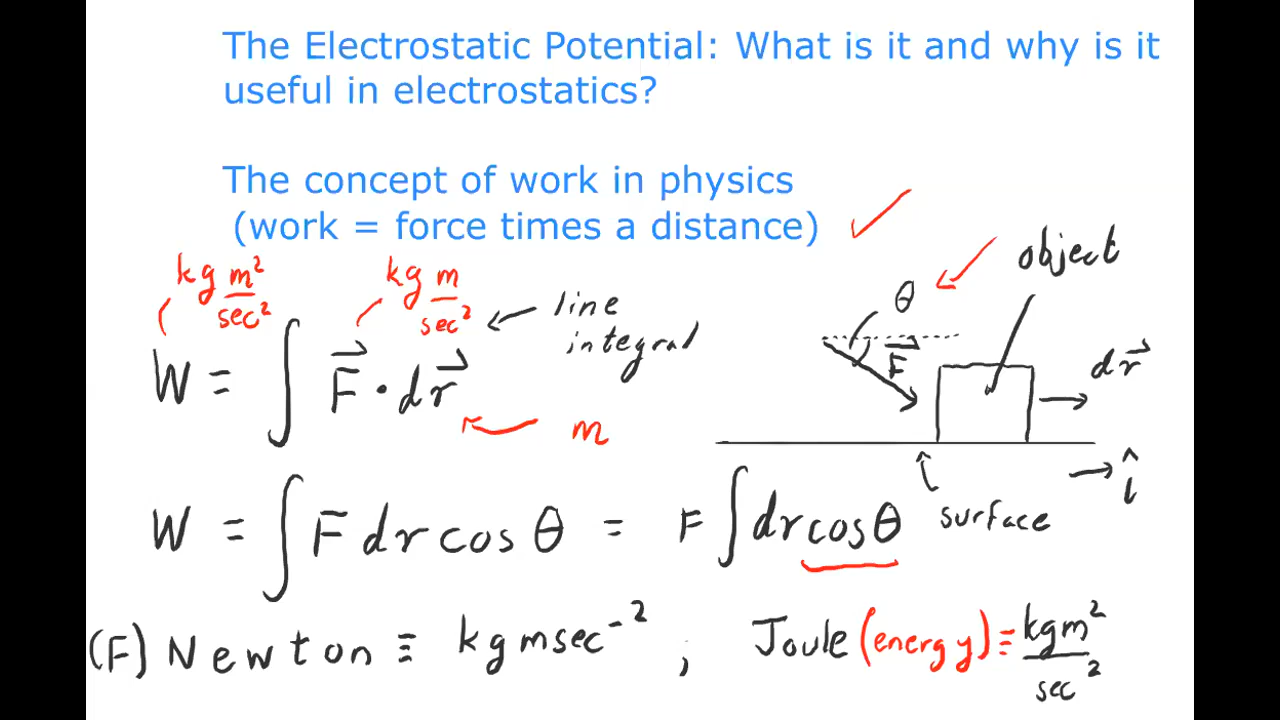 The Electrostatic Potential: What is it and why is it
useful in electrostatics?
The concept of work in physics
(work = force times a distance) ✓
kg m²/sec²
kg m/sec²
line
integral
W = ∫ F⃗ · dr⃗
m
object
θ
F⃗
dr⃗
î
surface
W = ∫ F dr cos θ = F ∫ dr cos θ
(F) Newton ≡ kg m sec⁻² ; Joule (energy) ≡ kg m²/sec²